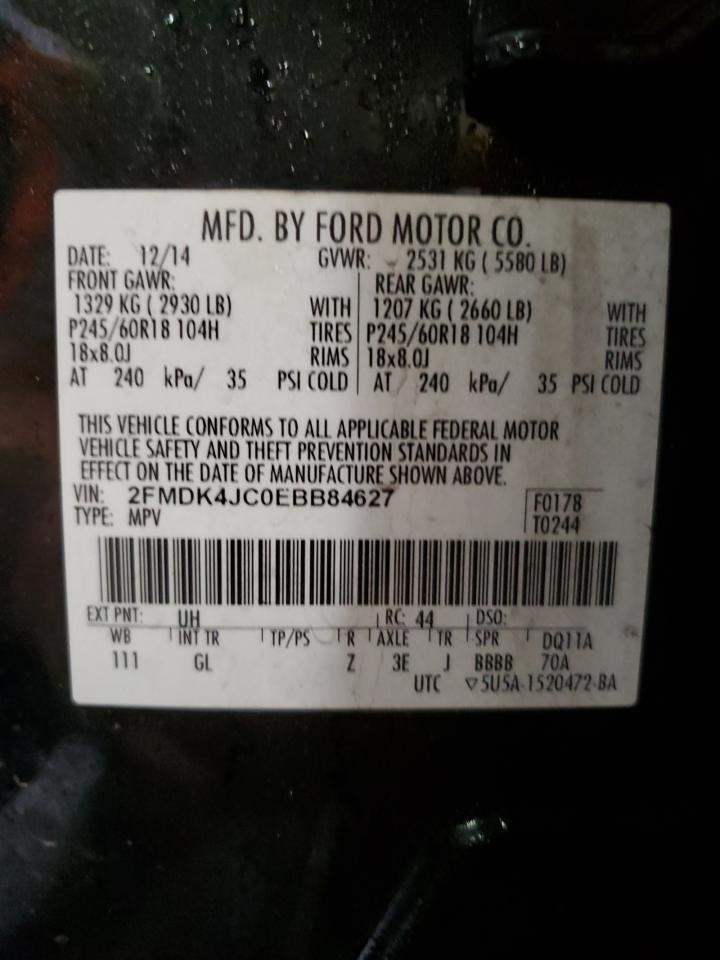 MFD. BY FORD MOTOR CO.
DATE: 12/14 GVWR: 2531 KG ( 5580 LB)
FRONT GAWR: REAR GAWR:
1329 KG ( 2930 LB) WITH 1207 KG ( 2660 LB) WITH
P245/60R18 104H TIRES P245/60R18 104H TIRES
18x8.0J RIMS 18x8.0J RIMS
AT 240 kPa/ 35 PSI COLD AT 240 kPa/ 35 PSI COLD
THIS VEHICLE CONFORMS TO ALL APPLICABLE FEDERAL MOTOR
VEHICLE SAFETY AND THEFT PREVENTION STANDARDS IN
EFFECT ON THE DATE OF MANUFACTURE SHOWN ABOVE.
VIN: 2FMDK4JC0EBB84627 F0178
TYPE: MPV T0244
EXT PNT: UH RC: 44 DSO:
WB INT TR TP/PS R AXLE TR SPR DQ11A
111 GL Z 3E J BBBB 70A
UTC ▽5U5A-1520472-BA